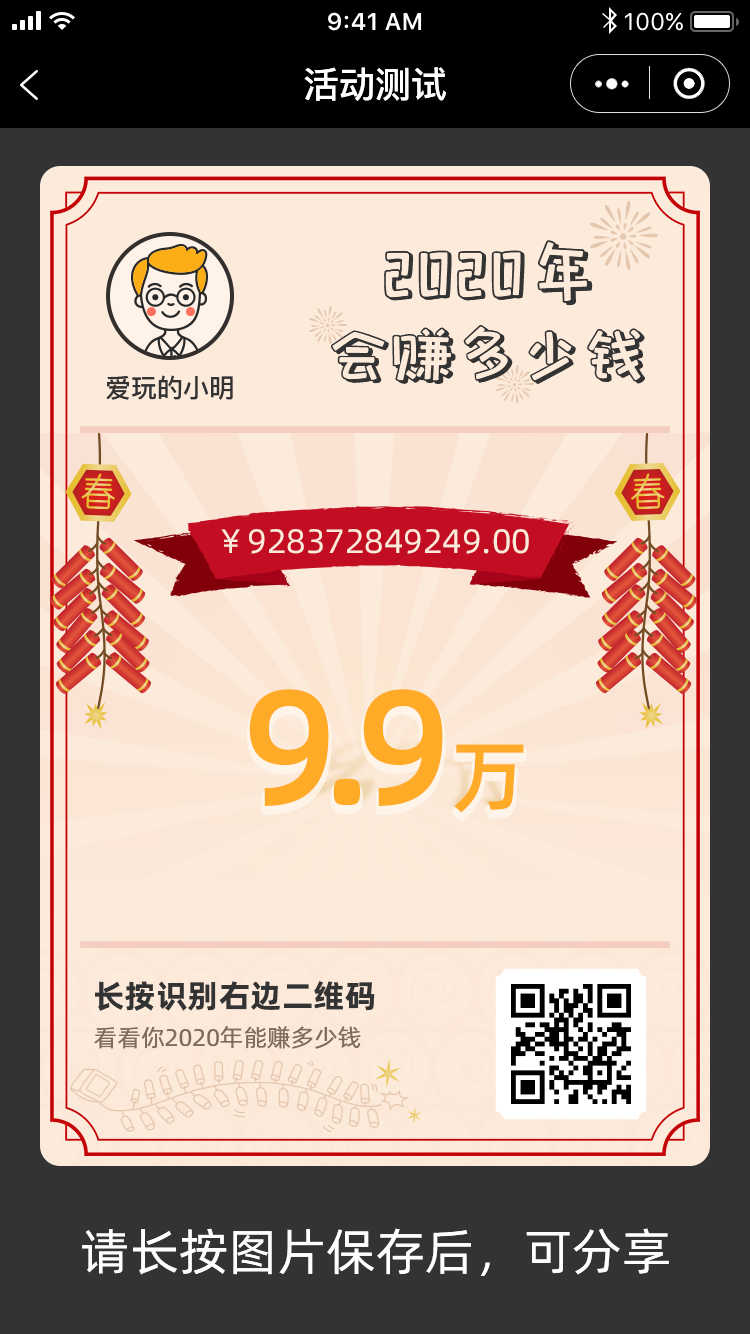 9:41 AM
100%
活动测试
2020年
会赚多少钱
爱玩的小明
春
春
￥928372849249.00
9.9万
长按识别右边二维码
看看你2020年能赚多少钱
请长按图片保存后，可分享